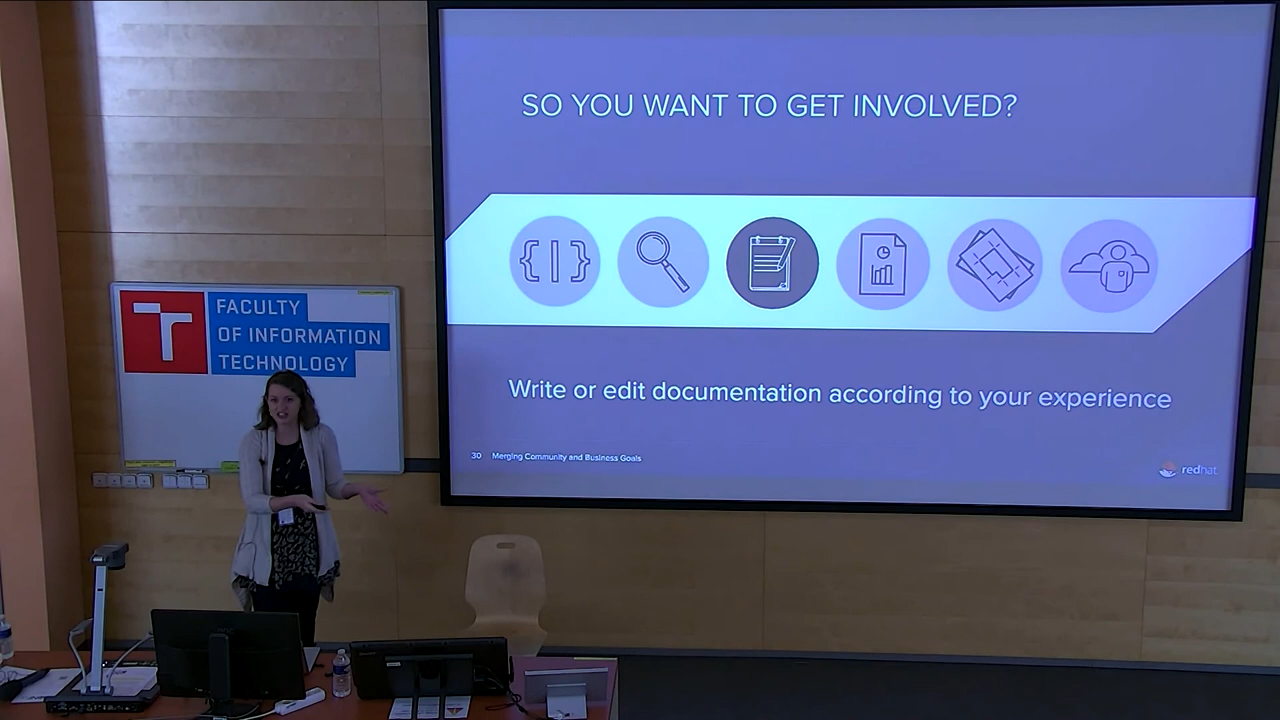 SO YOU WANT TO GET INVOLVED?
{|}
Write or edit documentation according to your experience
30 Merging Community and Business Goals
redhat
FACULTY
OF INFORMATION
TECHNOLOGY